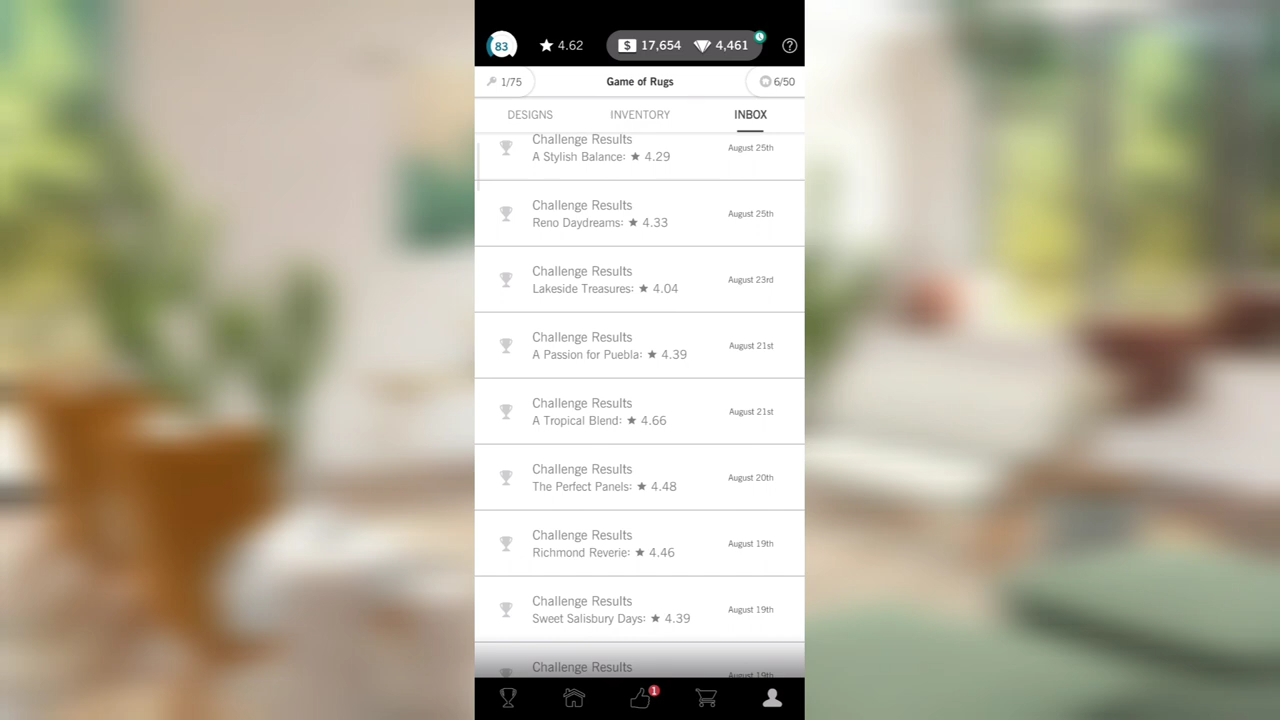 83 4.62 $ 17,654 4,461 ?
1/75 Game of Rugs 6/50
DESIGNS INVENTORY INBOX
Challenge Results
A Stylish Balance: ★ 4.29
August 25th
Challenge Results
Reno Daydreams: ★ 4.33
August 25th
Challenge Results
Lakeside Treasures: ★ 4.04
August 23rd
Challenge Results
A Passion for Puebla: ★ 4.39
August 21st
Challenge Results
A Tropical Blend: ★ 4.66
August 21st
Challenge Results
The Perfect Panels: ★ 4.48
August 20th
Challenge Results
Richmond Reverie: ★ 4.46
August 19th
Challenge Results
Sweet Salisbury Days: ★ 4.39
August 19th
Challenge Results
August 19th
1